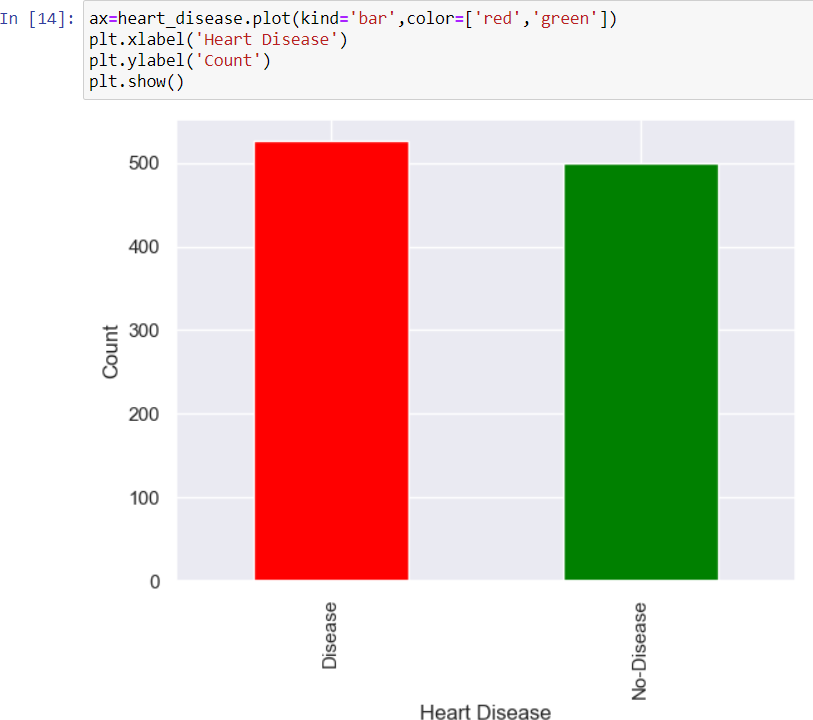 In [14]: ax=heart_disease.plot(kind='bar',color=['red','green'])
plt.xlabel('Heart Disease')
plt.ylabel('Count')
plt.show()
500
400
300
200
100
0
Count
Disease
No-Disease
Heart Disease